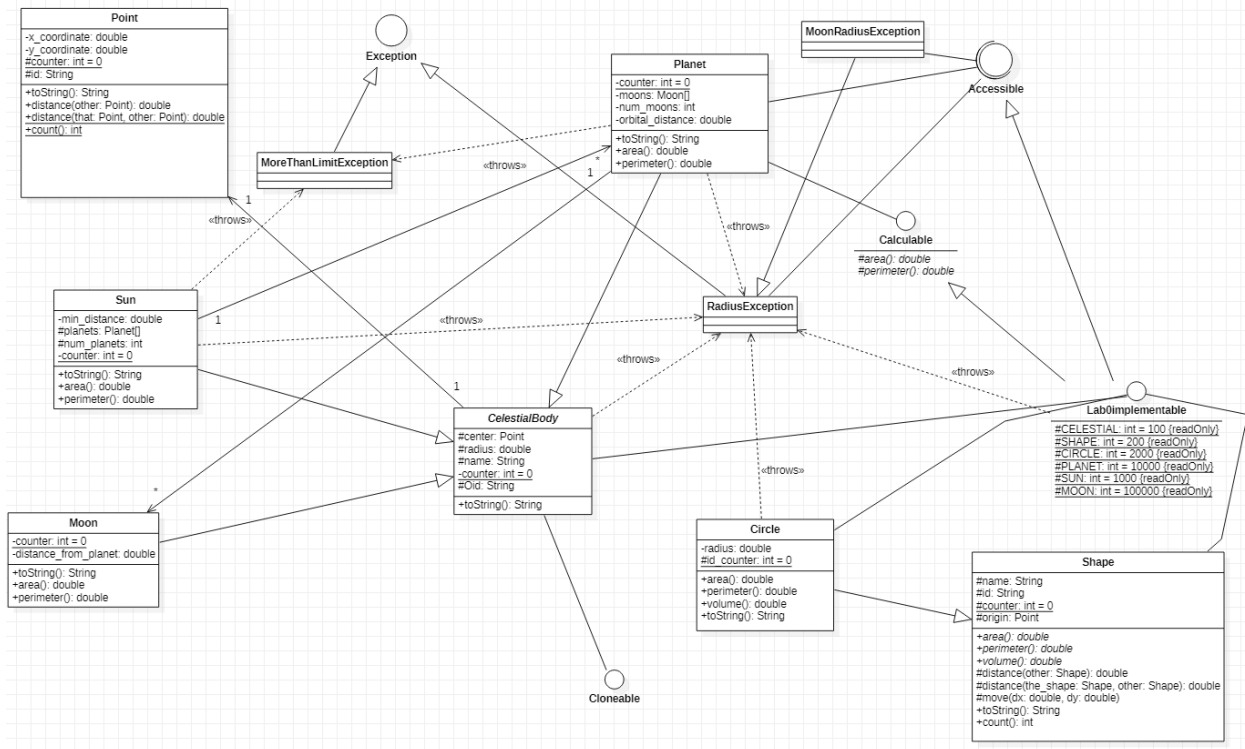 Point
-x_coordinate: double
-y_coordinate: double
#counter: int = 0
#id: String
+toString(): String
+distance(other: Point): double
+distance(that: Point, other: Point): double
+count(): int
Exception
MoreThanLimitException
Planet
-counter: int = 0
-moons: Moon[]
-num_moons: int
-orbital_distance: double
+toString(): String
+area(): double
+perimeter(): double
MoonRadiusException
Accessible
«throws»
*
1
1
«throws»
«throws»
Calculable
#area(): double
#perimeter(): double
Sun
-min_distance: double
#planets: Planet[]
#num_planets: int
-counter: int = 0
+toString(): String
+area(): double
+perimeter(): double
1
«throws»
RadiusException
«throws»
«throws»
1
CelestialBody
#center: Point
#radius: double
#name: String
-counter: int = 0
#Oid: String
+toString(): String
Lab0implementable
#CELESTIAL: int = 100 {readOnly}
#SHAPE: int = 200 {readOnly}
#CIRCLE: int = 2000 {readOnly}
#PLANET: int = 10000 {readOnly}
#SUN: int = 1000 {readOnly}
#MOON: int = 100000 {readOnly}
«throws»
*
Moon
-counter: int = 0
-distance_from_planet: double
+toString(): String
+area(): double
+perimeter(): double
Circle
-radius: double
#id_counter: int = 0
+area(): double
+perimeter(): double
+volume(): double
+toString(): String
Shape
#name: String
#id: String
#counter: int = 0
#origin: Point
+area(): double
+perimeter(): double
+volume(): double
#distance(other: Shape): double
#distance(the_shape: Shape, other: Shape): double
#move(dx: double, dy: double)
+toString(): String
+count(): int
Cloneable